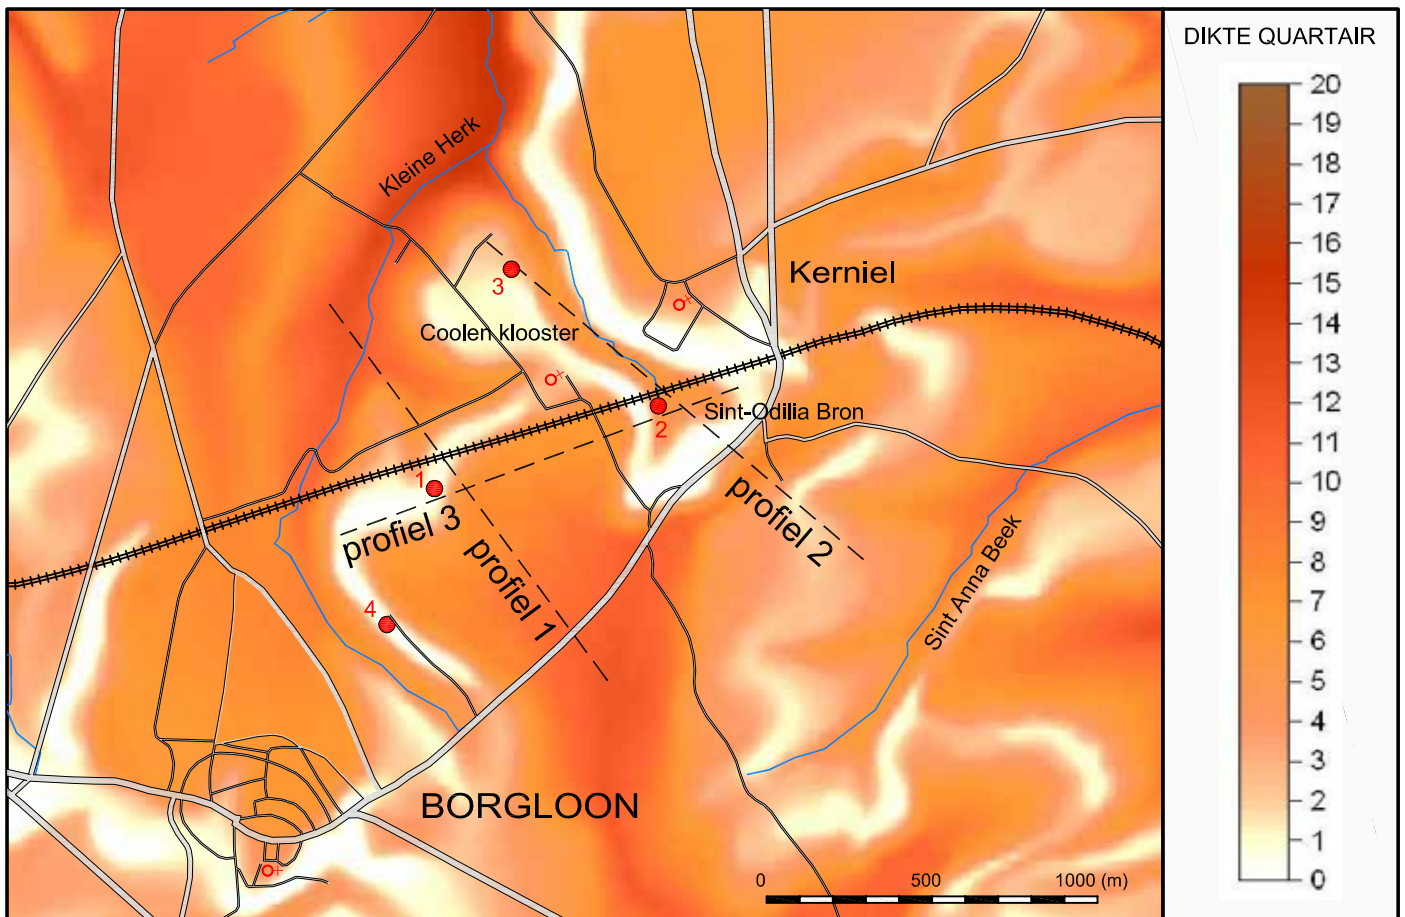 DIKTE QUARTAIR
20
19
18
17
16
15
14
13
12
11
10
9
8
7
6
5
4
3
2
1
0
Kleine Herk
3
Kerniel
Coolen klooster
Sint-Odilia Bron
2
1
profiel 3
profiel 2
profiel 1
Sint Anna Beek
4
BORGLOON
0 500 1000 (m)